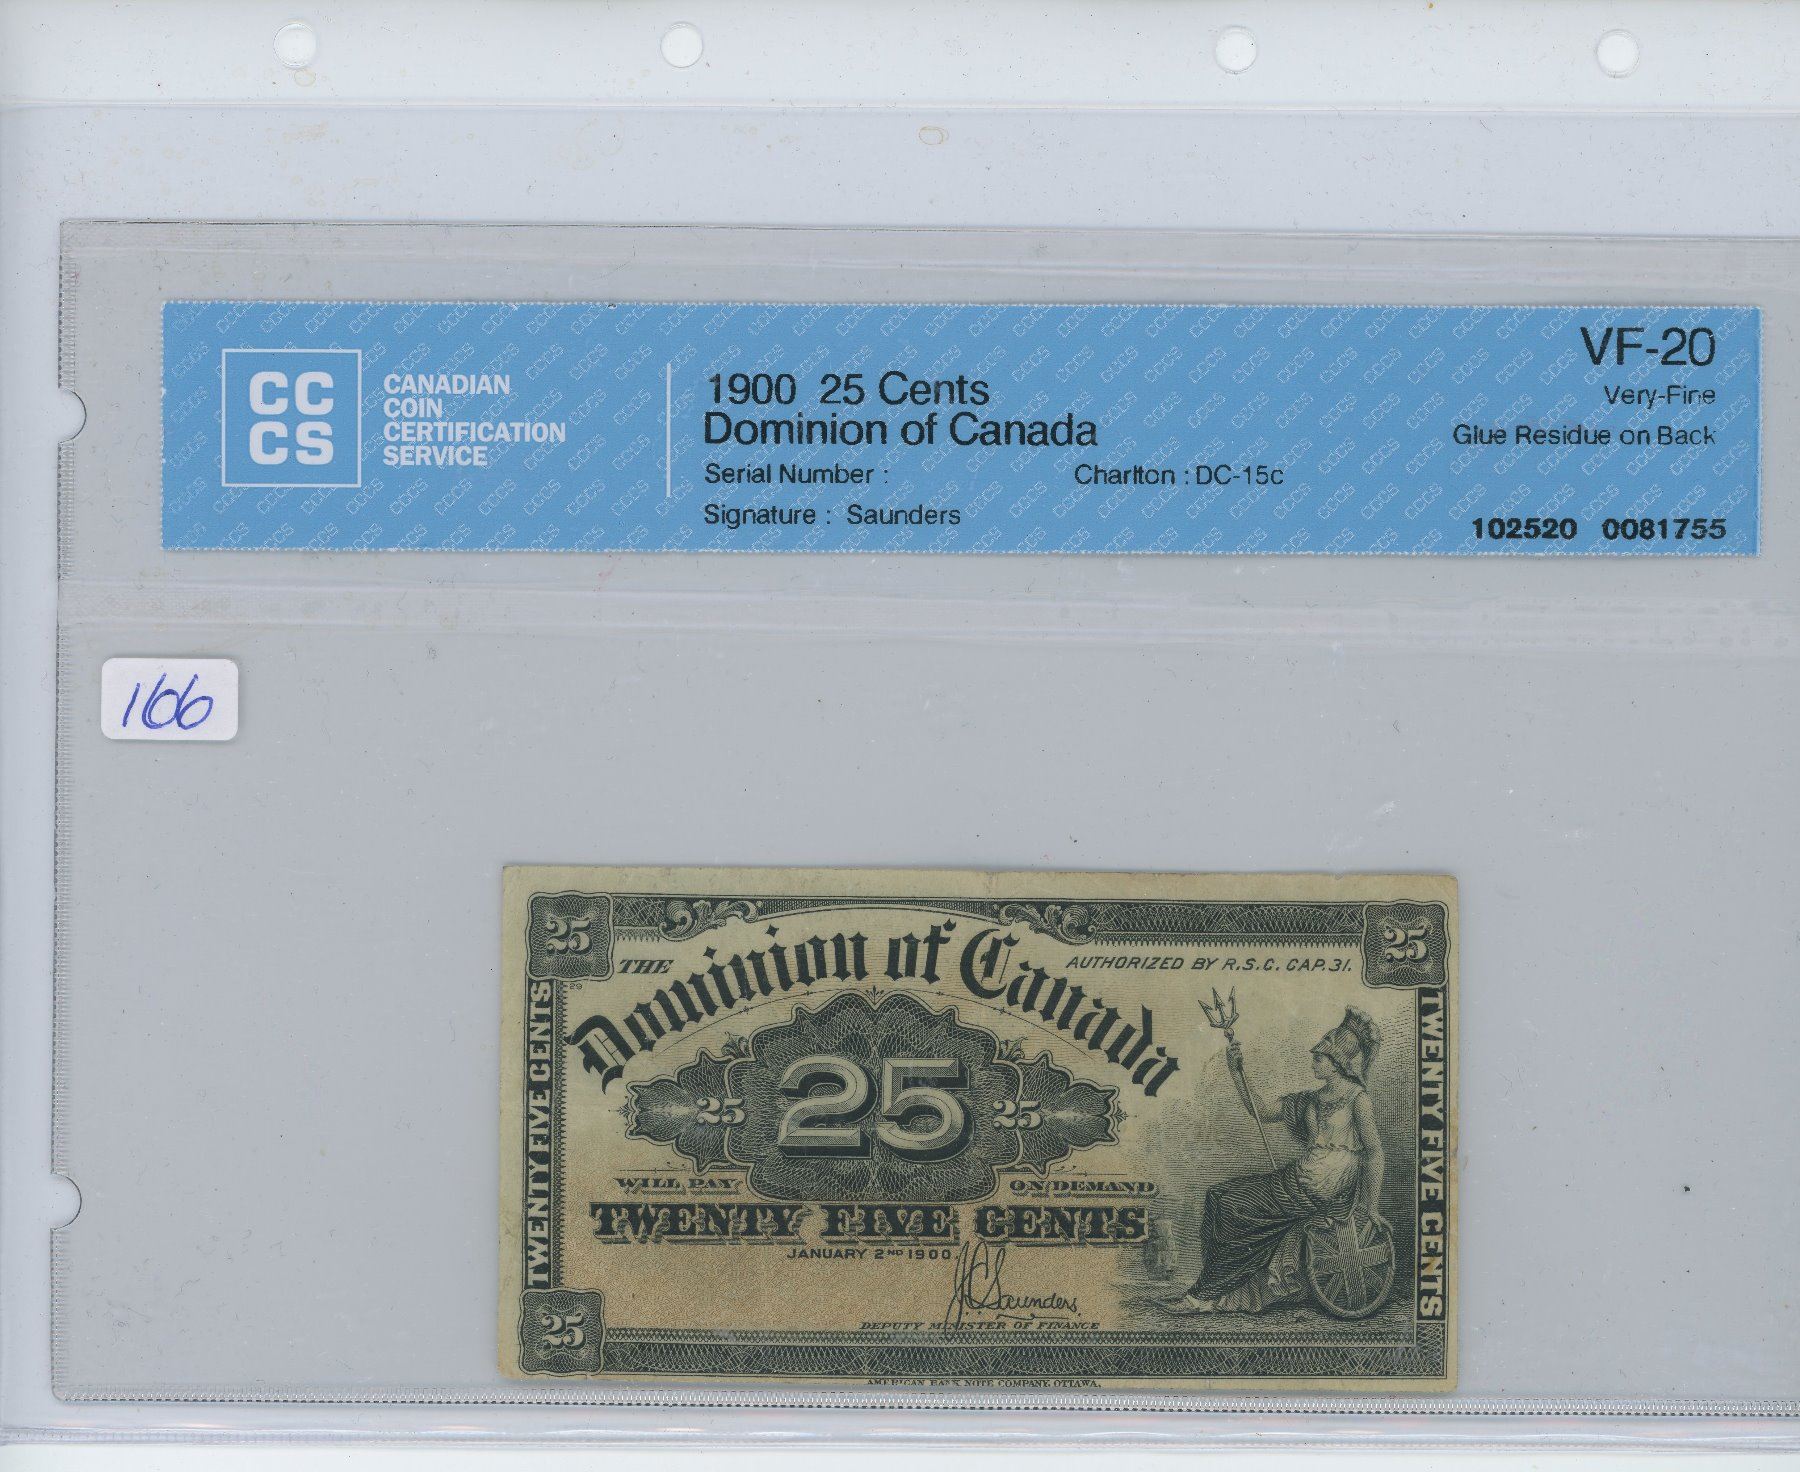 CC
CS
CANADIAN
COIN
CERTIFICATION
SERVICE
1900 25 Cents
Dominion of Canada
Serial Number :
Charlton : DC-15c
Signature : Saunders
VF-20
Very-Fine
Glue Residue on Back
102520 0081755
166
25
25
THE
Dominion of Canada
AUTHORIZED BY R.S.C. CAP. 31.
29
TWENTY FIVE CENTS
25
25
25
TWENTY FIVE CENTS
WILL PAY
ON DEMAND
TWENTY FIVE CENTS
JANUARY 2ND 1900.
J.C. Saunders.
DEPUTY MINISTER OF FINANCE
25
AMERICAN BANK NOTE COMPANY, OTTAWA.